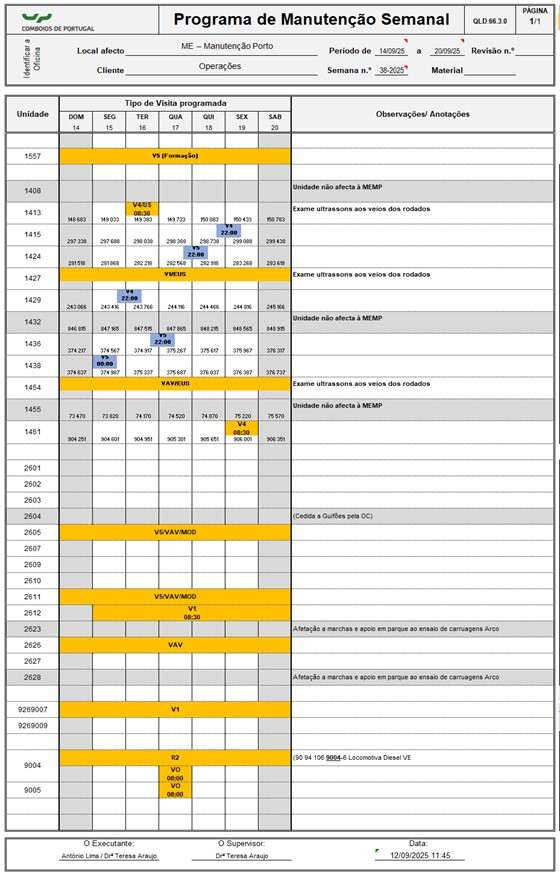 COMBOIOS DE PORTUGAL
Programa de Manutenção Semanal
QLD.66.3.0
PÁGINA
1/1
Identificar a
Oficina
Local afecto ME – Manutenção Porto Período de 14/09/25 a 20/09/25 Revisão n.º
Cliente Operações Semana n.º 38-2025 Material
Unidade
Tipo de Visita programada
Observações/ Anotações
DOM SEG TER QUA QUI SEX SAB
14 15 16 17 18 19 20
1557 V5 (Formação)
1408 Unidade não afecta à MEMP
1413 V4/US Exame ultrassons aos veios dos rodados
08:30
148 683 149 033 149 383 149 733 150 083 150 433 150 783
1415 V4
22:00
297 338 297 688 298 038 298 388 298 738 299 088 299 438
1424 V5
22:00
281 518 281 868 282 218 282 568 282 918 283 268 283 618
1427 Exame ultrassons aos veios dos rodados
1429 V4
22:00
243 066 243 416 243 766 244 116 244 466 244 816 245 166
1432 Unidade não afecta à MEMP
846 815 847 165 847 515 847 865 848 215 848 565 848 915
1436 V5
22:00
374 217 374 567 374 917 375 267 375 617 375 967 376 317
1438 V5
00:00
374 637 374 987 375 337 375 687 376 037 376 387 376 737
1454 VAV/EUS Exame ultrassons aos veios dos rodados
1455 Unidade não afecta à MEMP
73 470 73 820 74 170 74 520 74 870 75 220 75 570
1461 V4
08:30
904 251 904 601 904 951 905 301 905 651 906 001 906 351
2601
2602
2603
2604 (Cedida a Guifões pela OC)
2605 V5/VAV/MOD
2607
2609
2610
2611 V5/VAV/MOD
2612 V1
08:30
2623 Afetação a marchas e apoio em parque ao ensaio de carruagens Arco
2626 VAV
2627
2628 Afetação a marchas e apoio em parque ao ensaio de carruagens Arco
9269007 V1
9269009
9004 R2 (90 94 106 9004-6 Locomotiva Diesel VE
VO
08:00
9005 VO
08:00
O Executante: O Supervisor: Data:
António Lima / Drª Teresa Araujo Drª Teresa Araujo 12/09/2025 11:45